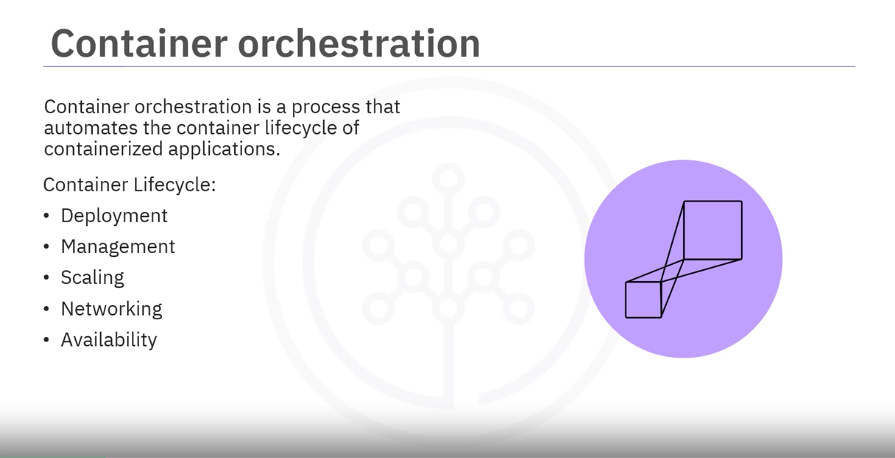 Container orchestration
Container orchestration is a process that
automates the container lifecycle of
containerized applications.
Container Lifecycle:
• Deployment
• Management
• Scaling
• Networking
• Availability